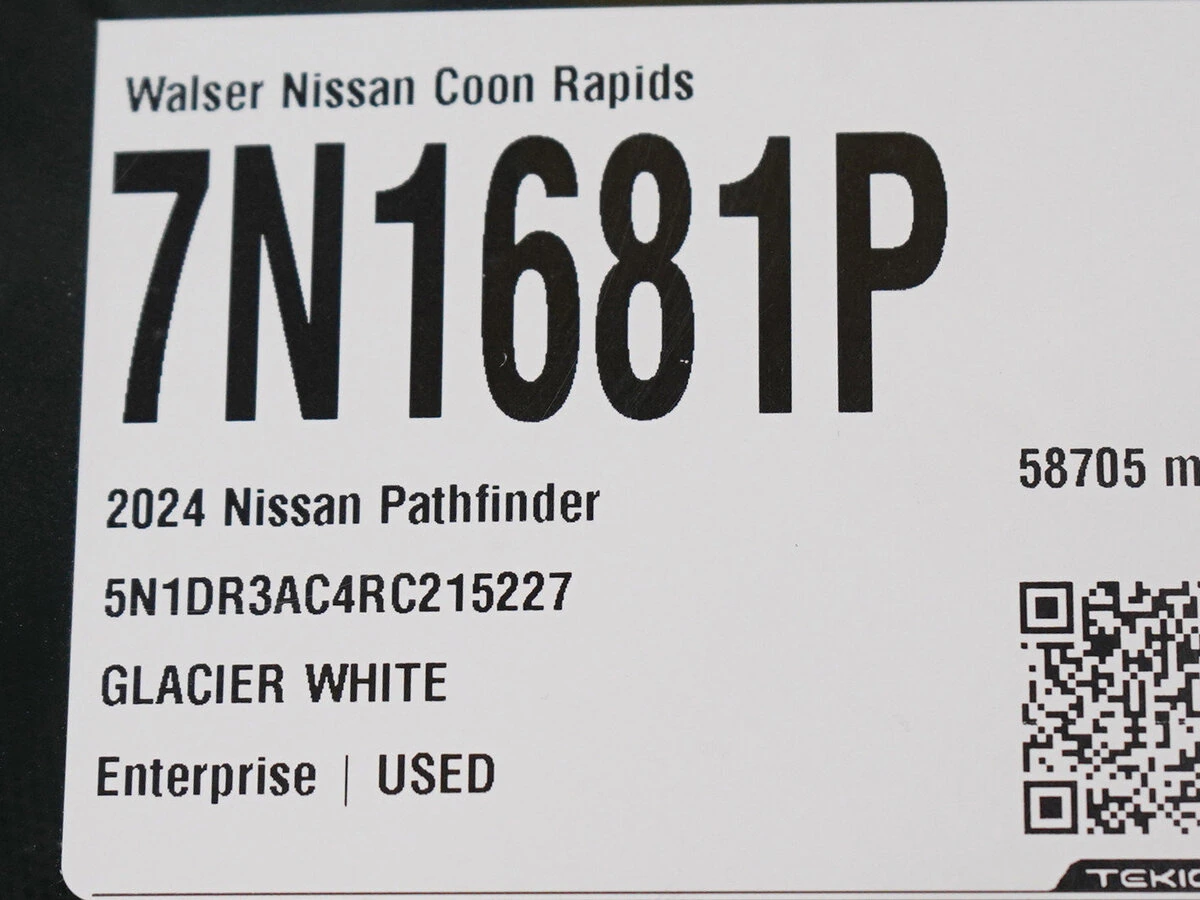 Walser Nissan Coon Rapids
7N1681P
2024 Nissan Pathfinder
58705
5N1DR3AC4RC215227
GLACIER WHITE
Enterprise | USED